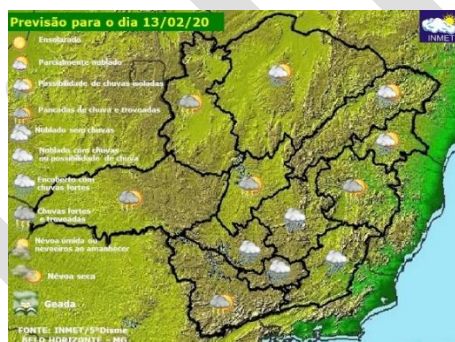 Previsão para o dia 13/02/20
INMET
Ensolarado
Parcialmente nublado
Possibilidade de chuvas isoladas
Pancadas de chuva e trovoadas
Nublado sem chuvas
Nublado com chuvas
ou possibilidade de chuva
Encoberto com
chuvas fortes
Chuvas fortes
e trovoadas
Névoa úmida ou
nevoeiros ao amanhecer
Névoa seca
Geada
FONTE: INMET/5ºDisme
BELO HORIZONTE - MG